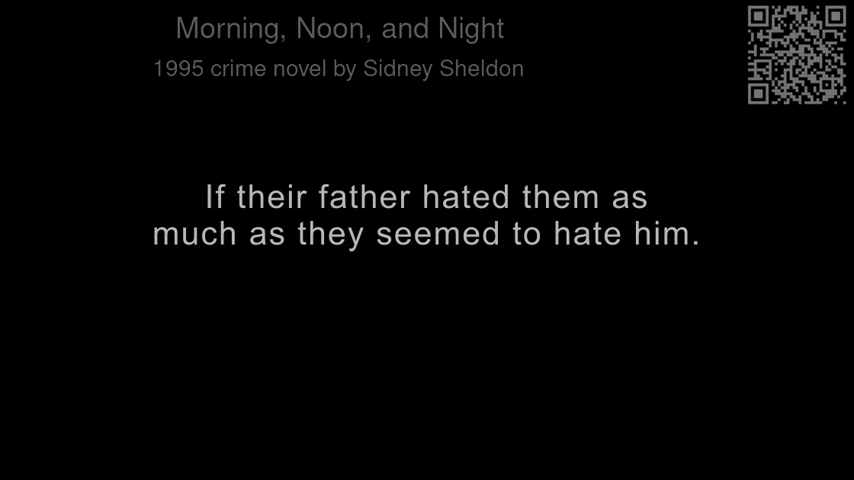 Morning, Noon, and Night
1995 crime novel by Sidney Sheldon
If their father hated them as
much as they seemed to hate him.